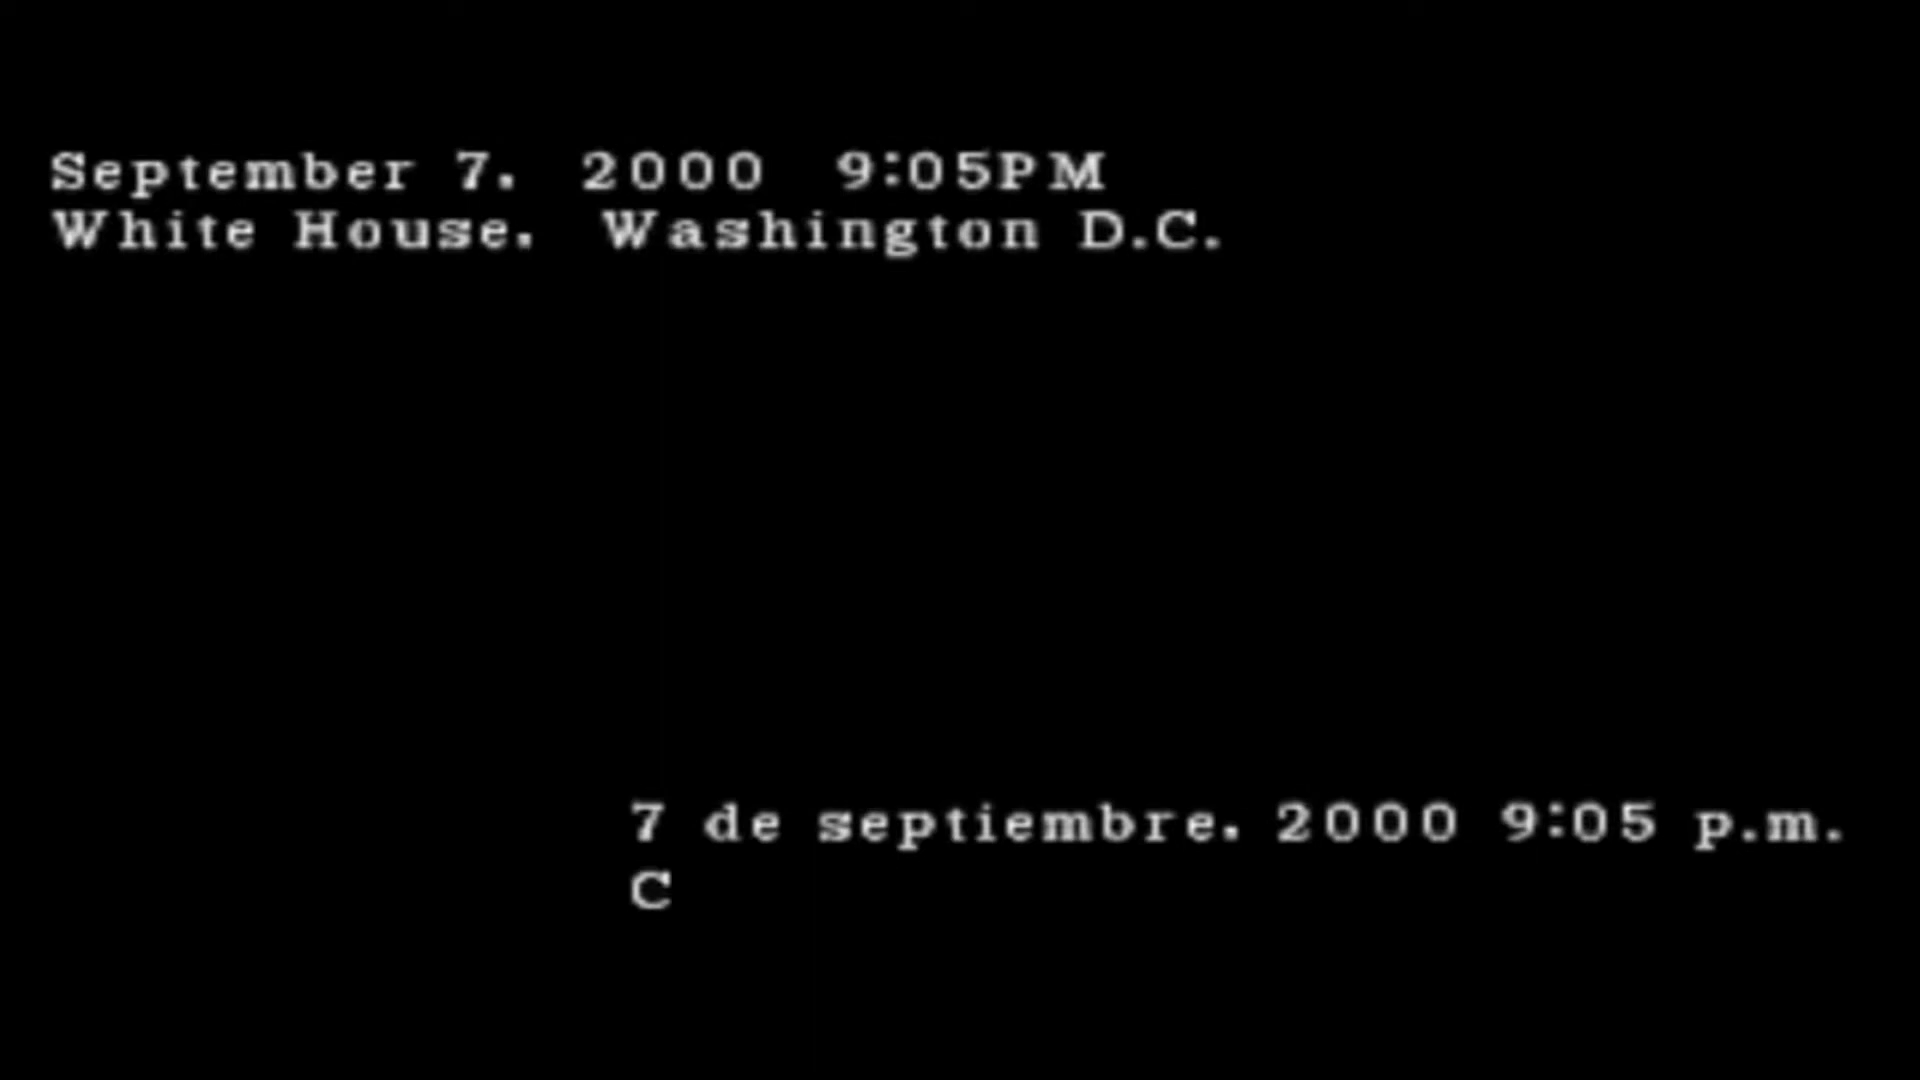 September 7. 2000 9:05PM
White House. Washington D.C.
7 de septiembre. 2000 9:05 p.m.
C